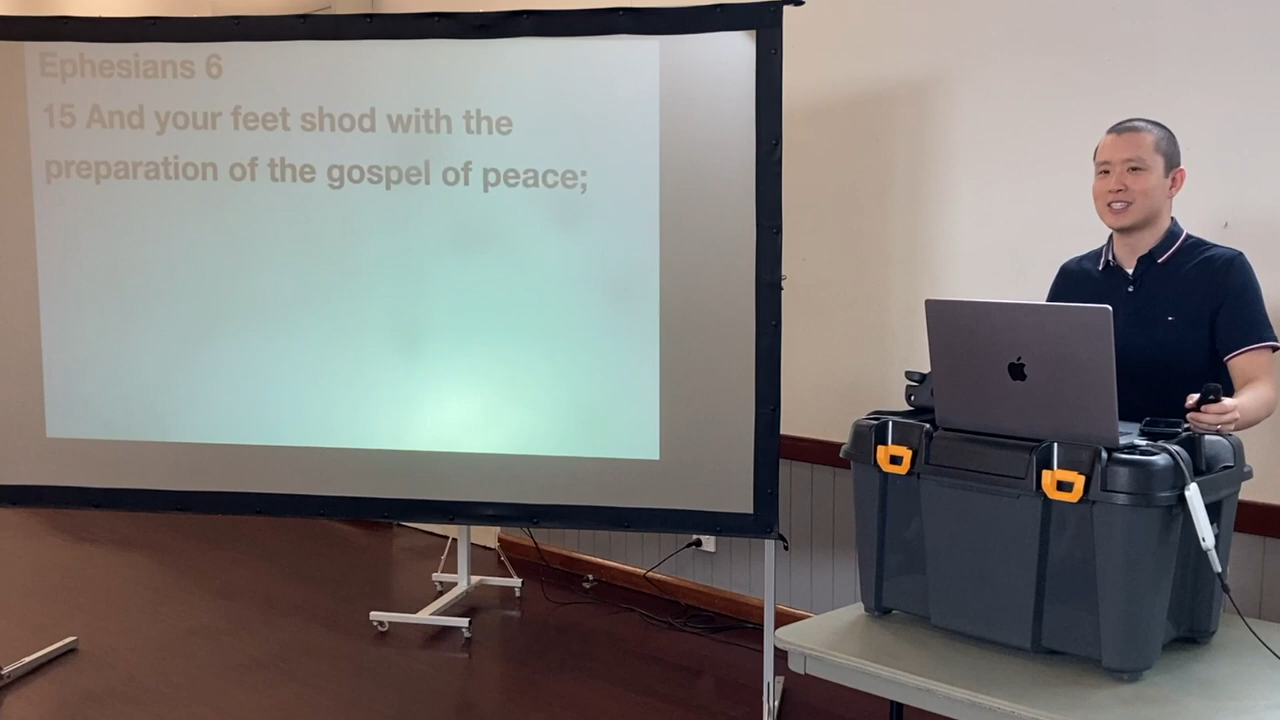 Ephesians 6
15 And your feet shod with the
preparation of the gospel of peace;